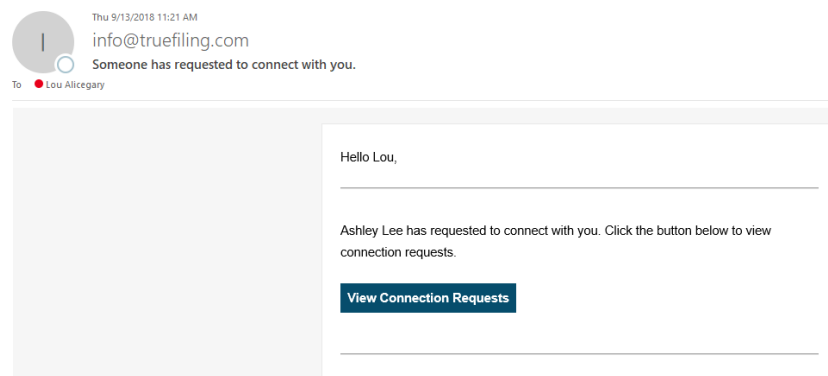 Thu 9/13/2018 11:21 AM
I
info@truefiling.com
Someone has requested to connect with you.
To Lou Alicegary
Hello Lou,
Ashley Lee has requested to connect with you. Click the button below to view
connection requests.
View Connection Requests